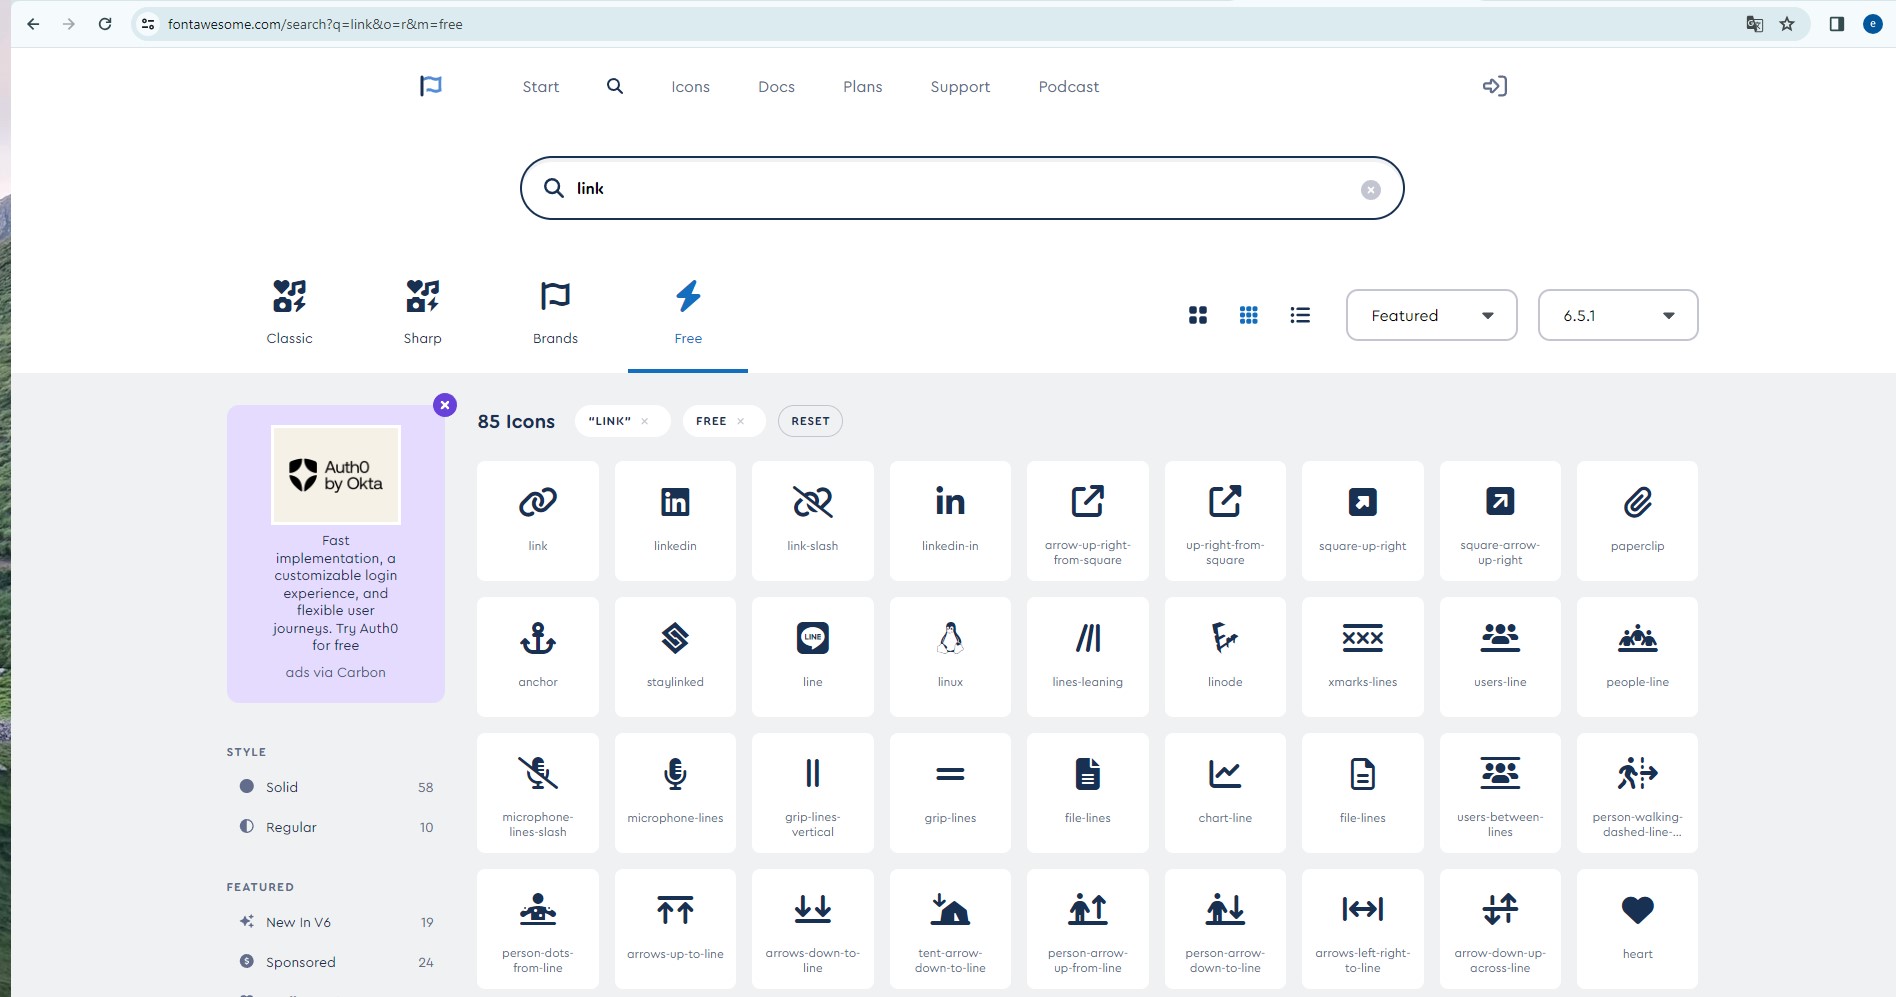 fontawesome.com/search?q=link&o=r&m=free
e
Start
Icons
Docs
Plans
Support
Podcast
link
Classic
Sharp
Brands
Free
Featured
6.5.1
Auth0
by Okta
Fast
implementation, a
customizable login
experience, and
flexible user
journeys. Try Auth0
for free
ads via Carbon
STYLE
Solid 58
Regular 10
FEATURED
New In V6 19
Sponsored 24
85 Icons
"LINK" ×
FREE ×
RESET
link
in
linkedin
link-slash
in
linkedin-in
arrow-up-right-
from-square
up-right-from-
square
square-up-right
square-arrow-
up-right
paperclip
anchor
staylinked
LINE
line
linux
lines-leaning
linode
xmarks-lines
users-line
people-line
microphone-
lines-slash
microphone-lines
grip-lines-
vertical
grip-lines
file-lines
chart-line
file-lines
users-between-
lines
person-walking-
dashed-line-...
person-dots-
from-line
arrows-up-to-line
arrows-down-to-
line
tent-arrow-
down-to-line
person-arrow-
up-from-line
person-arrow-
down-to-line
arrows-left-right-
to-line
arrow-down-up-
across-line
heart